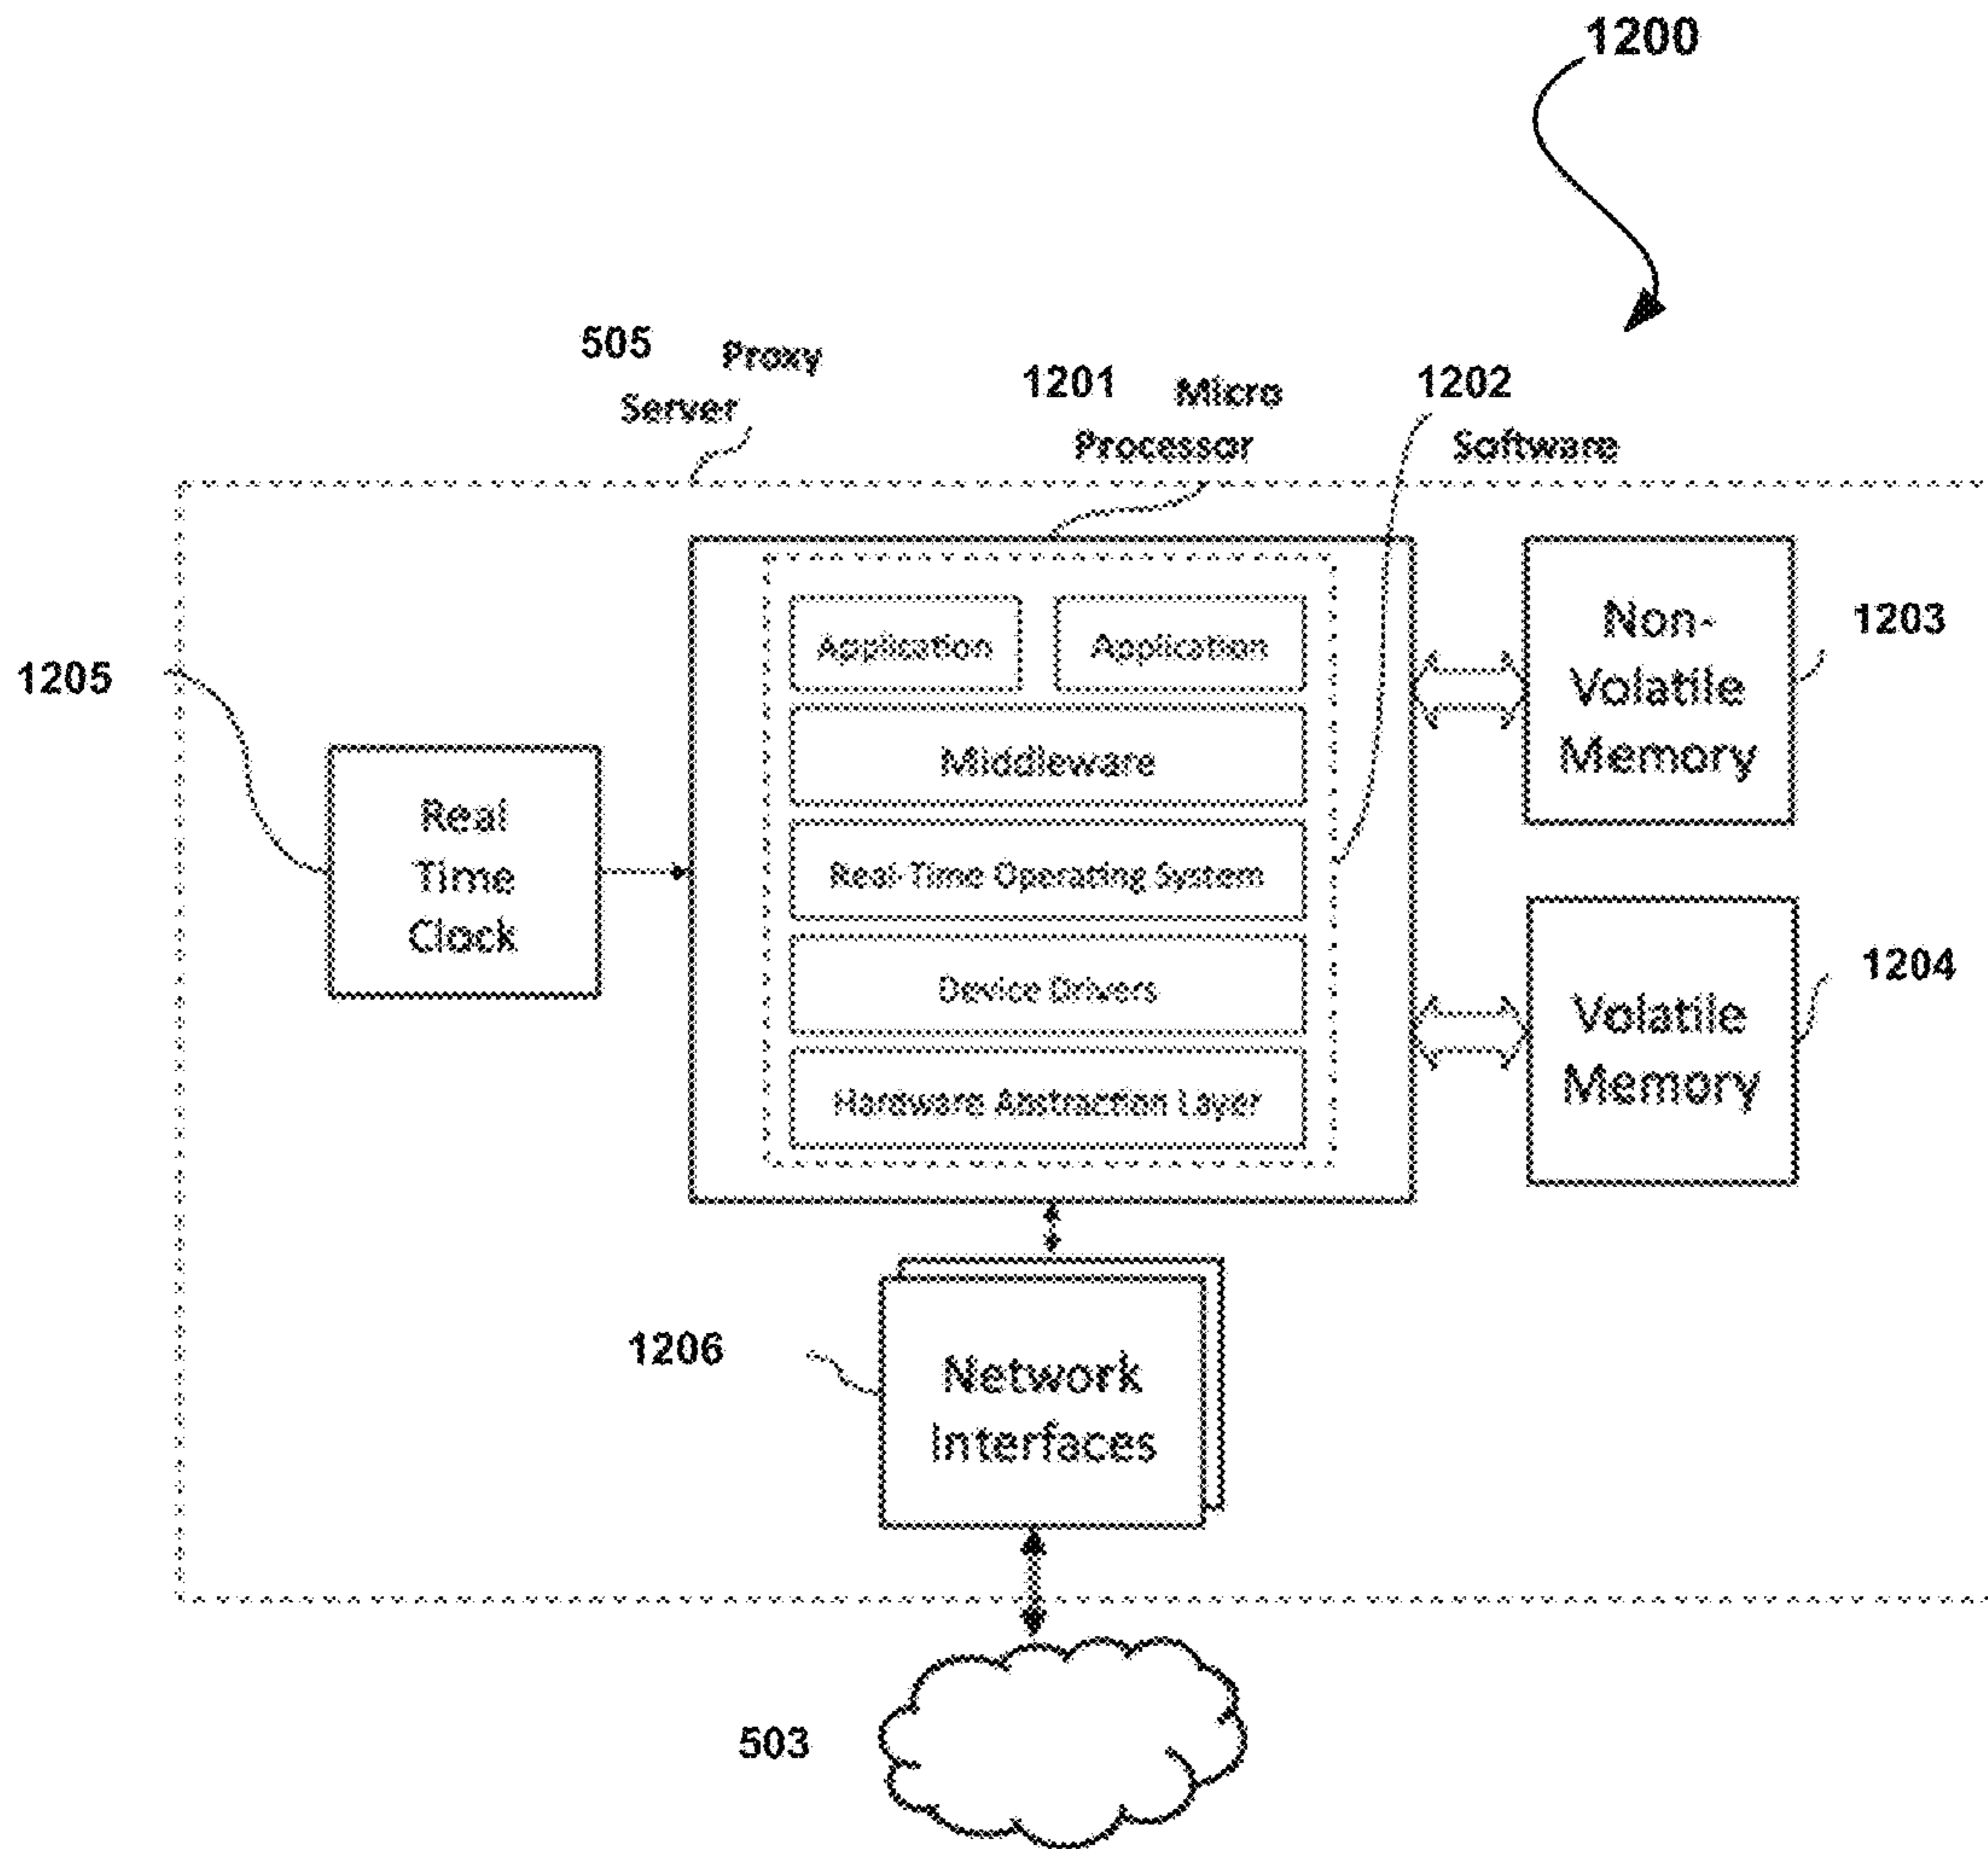 1200
505 Proxy
Server
1201 Micro
Processor
1202
Software
Application
Application
Middleware
Real-Time Operating System
Device Drivers
Hardware Abstraction Layer
Non-
Volatile
Memory
1203
1205
Real
Time
Clock
Volatile
Memory
1204
1206
Network
Interfaces
503